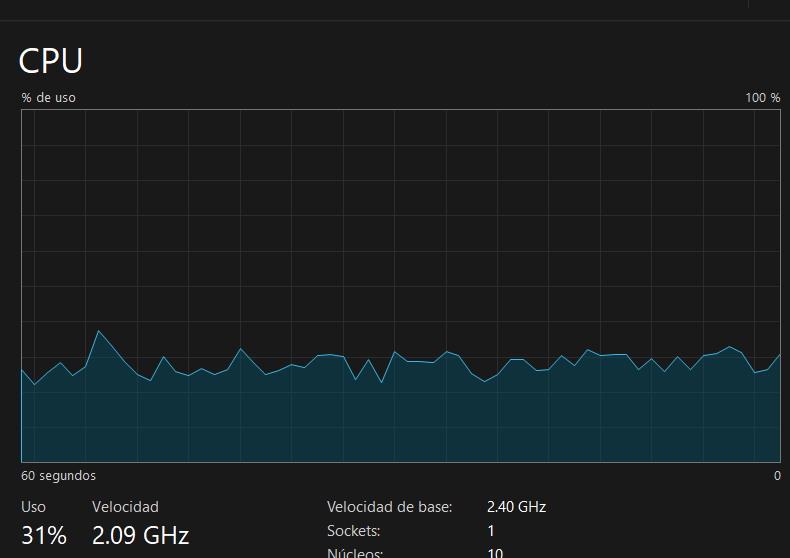 CPU
% de uso 100 %
60 segundos 0
Uso Velocidad Velocidad de base: 2.40 GHz
31% 2.09 GHz Sockets: 1
Núcleos: 10